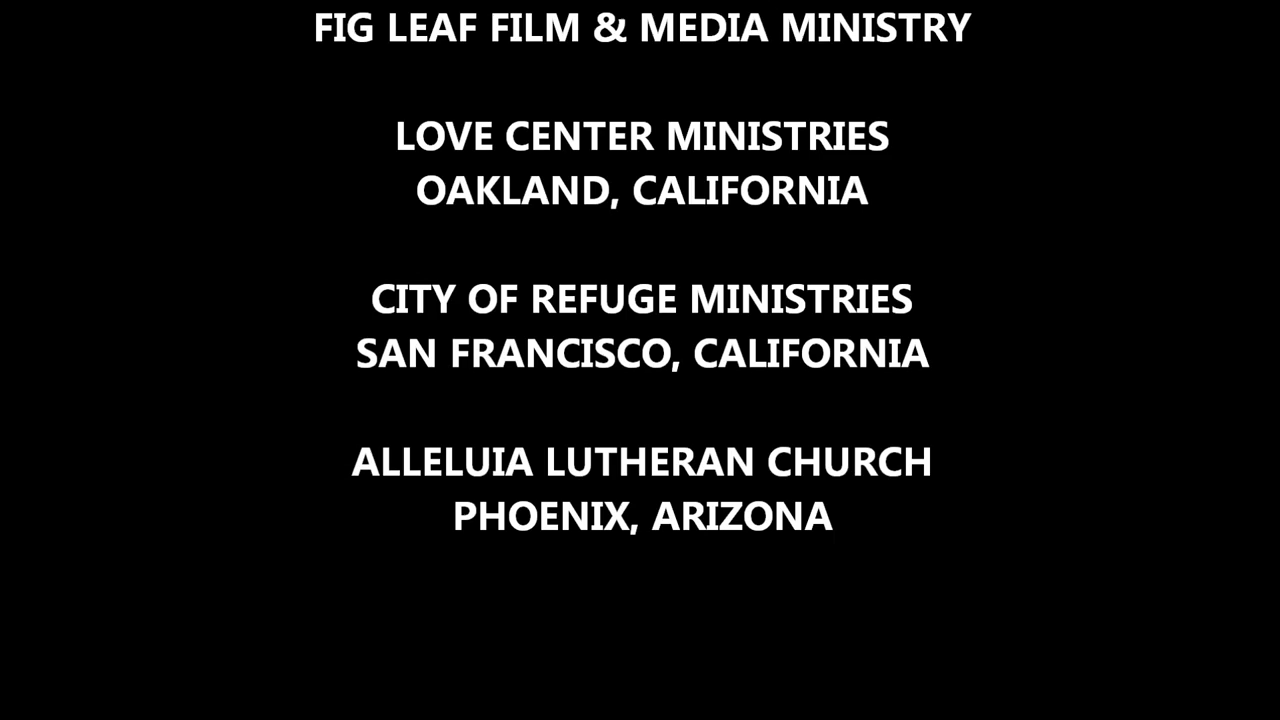 FIG LEAF FILM & MEDIA MINISTRY
LOVE CENTER MINISTRIES
OAKLAND, CALIFORNIA
CITY OF REFUGE MINISTRIES
SAN FRANCISCO, CALIFORNIA
ALLELUIA LUTHERAN CHURCH
PHOENIX, ARIZONA